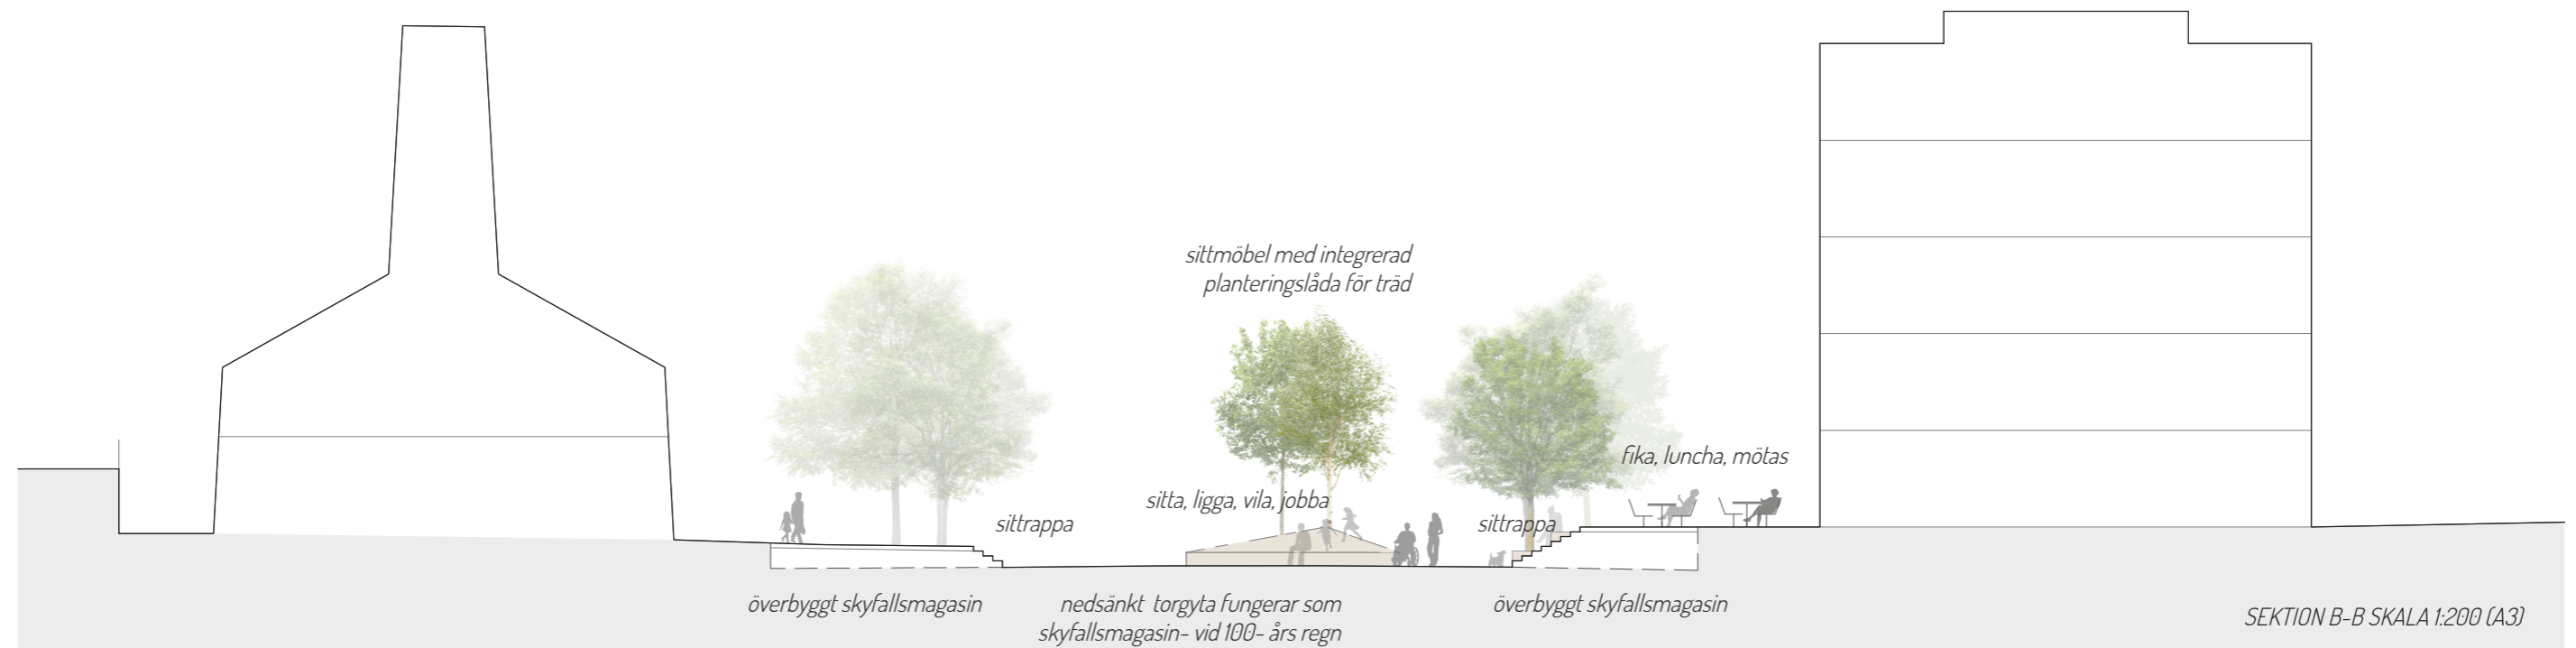 sittmöbel med integrerad
planteringslåda för träd
fika, luncha, mötas
sitta, ligga, vila, jobba
sittrappa
sittrappa
överbyggt skyfallsmagasin
nedsänkt torgyta fungerar som
skyfallsmagasin- vid 100- års regn
överbyggt skyfallsmagasin
SEKTION B-B SKALA 1:200 (A3)